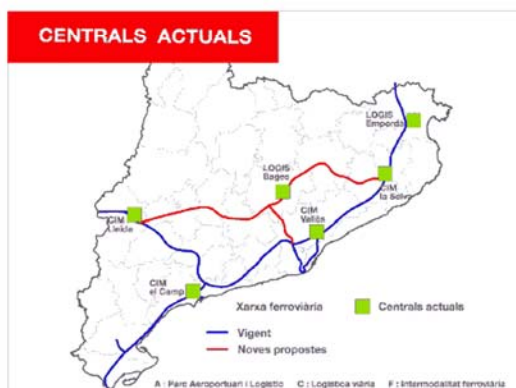 CENTRALS ACTUALS
LOGIS
Empordà
LOGIS
Bages
CIM
la Selva
CIM
Vallès
CIM
Lleida
CIM
el Camp
Xarxa ferroviària
Centrals actuals
Vigent
Noves propostes
A : Parc Aeroportuari i Logístic C : Logística viària F : Intermodalitat ferroviària